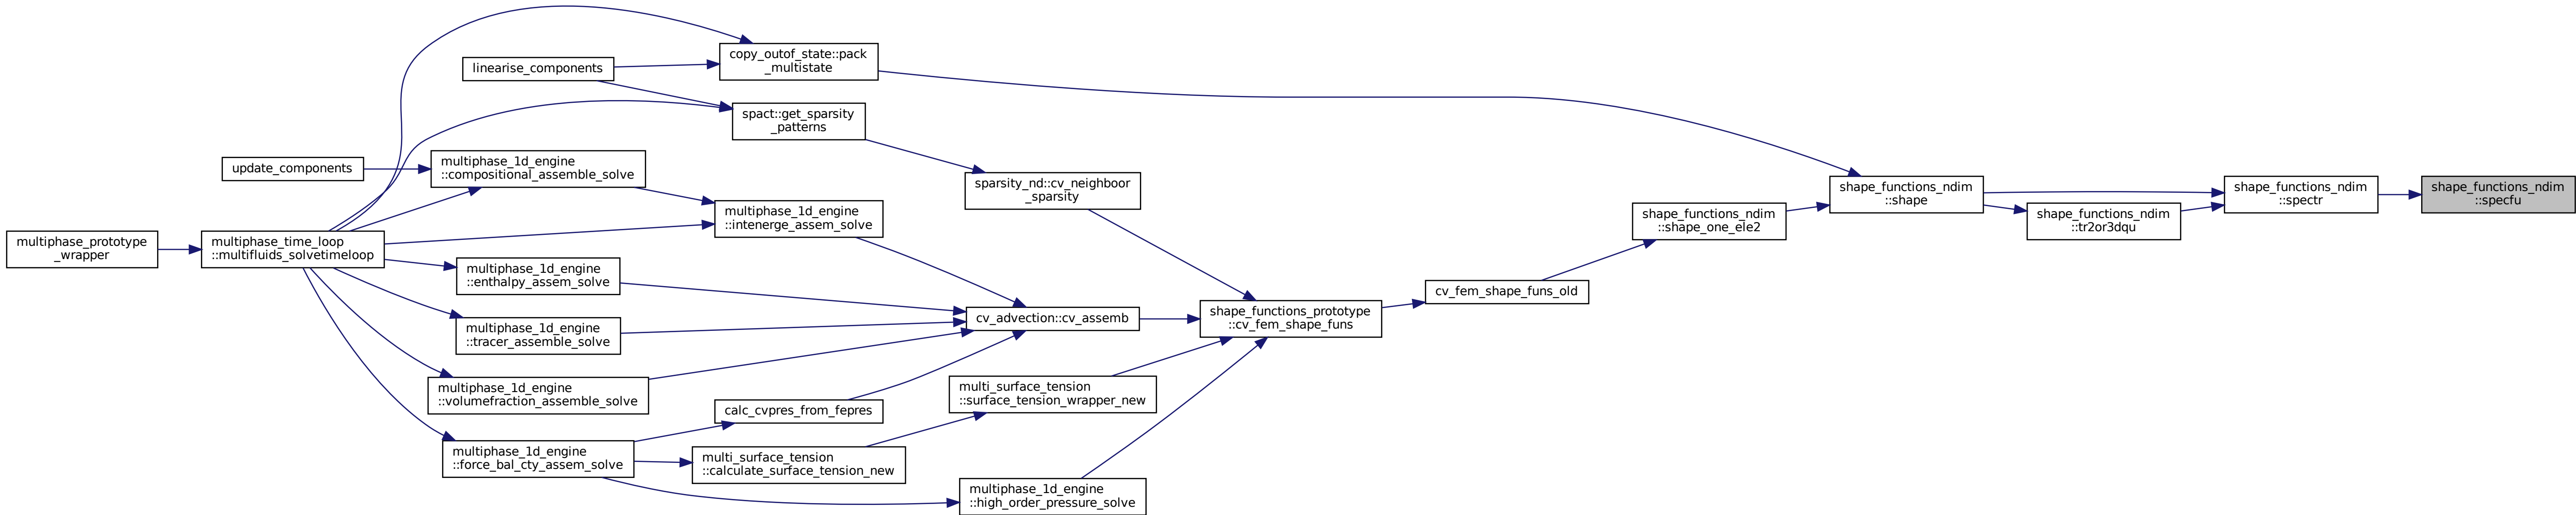 multiphase_prototype
_wrapper
multiphase_time_loop
::multifluids_solvetimeloop
update_components
linearise_components
multiphase_1d_engine
::compositional_assemble_solve
multiphase_1d_engine
::enthalpy_assem_solve
multiphase_1d_engine
::tracer_assemble_solve
multiphase_1d_engine
::volumefraction_assemble_solve
multiphase_1d_engine
::force_bal_cty_assem_solve
copy_outof_state::pack
_multistate
spact::get_sparsity
_patterns
multiphase_1d_engine
::intenerge_assem_solve
calc_cvpres_from_fepres
multi_surface_tension
::calculate_surface_tension_new
sparsity_nd::cv_neighboor
_sparsity
cv_advection::cv_assemb
multi_surface_tension
::surface_tension_wrapper_new
multiphase_1d_engine
::high_order_pressure_solve
shape_functions_prototype
::cv_fem_shape_funs
cv_fem_shape_funs_old
shape_functions_ndim
::shape_one_ele2
shape_functions_ndim
::shape
shape_functions_ndim
::tr2or3dqu
shape_functions_ndim
::spectr
shape_functions_ndim
::specfu